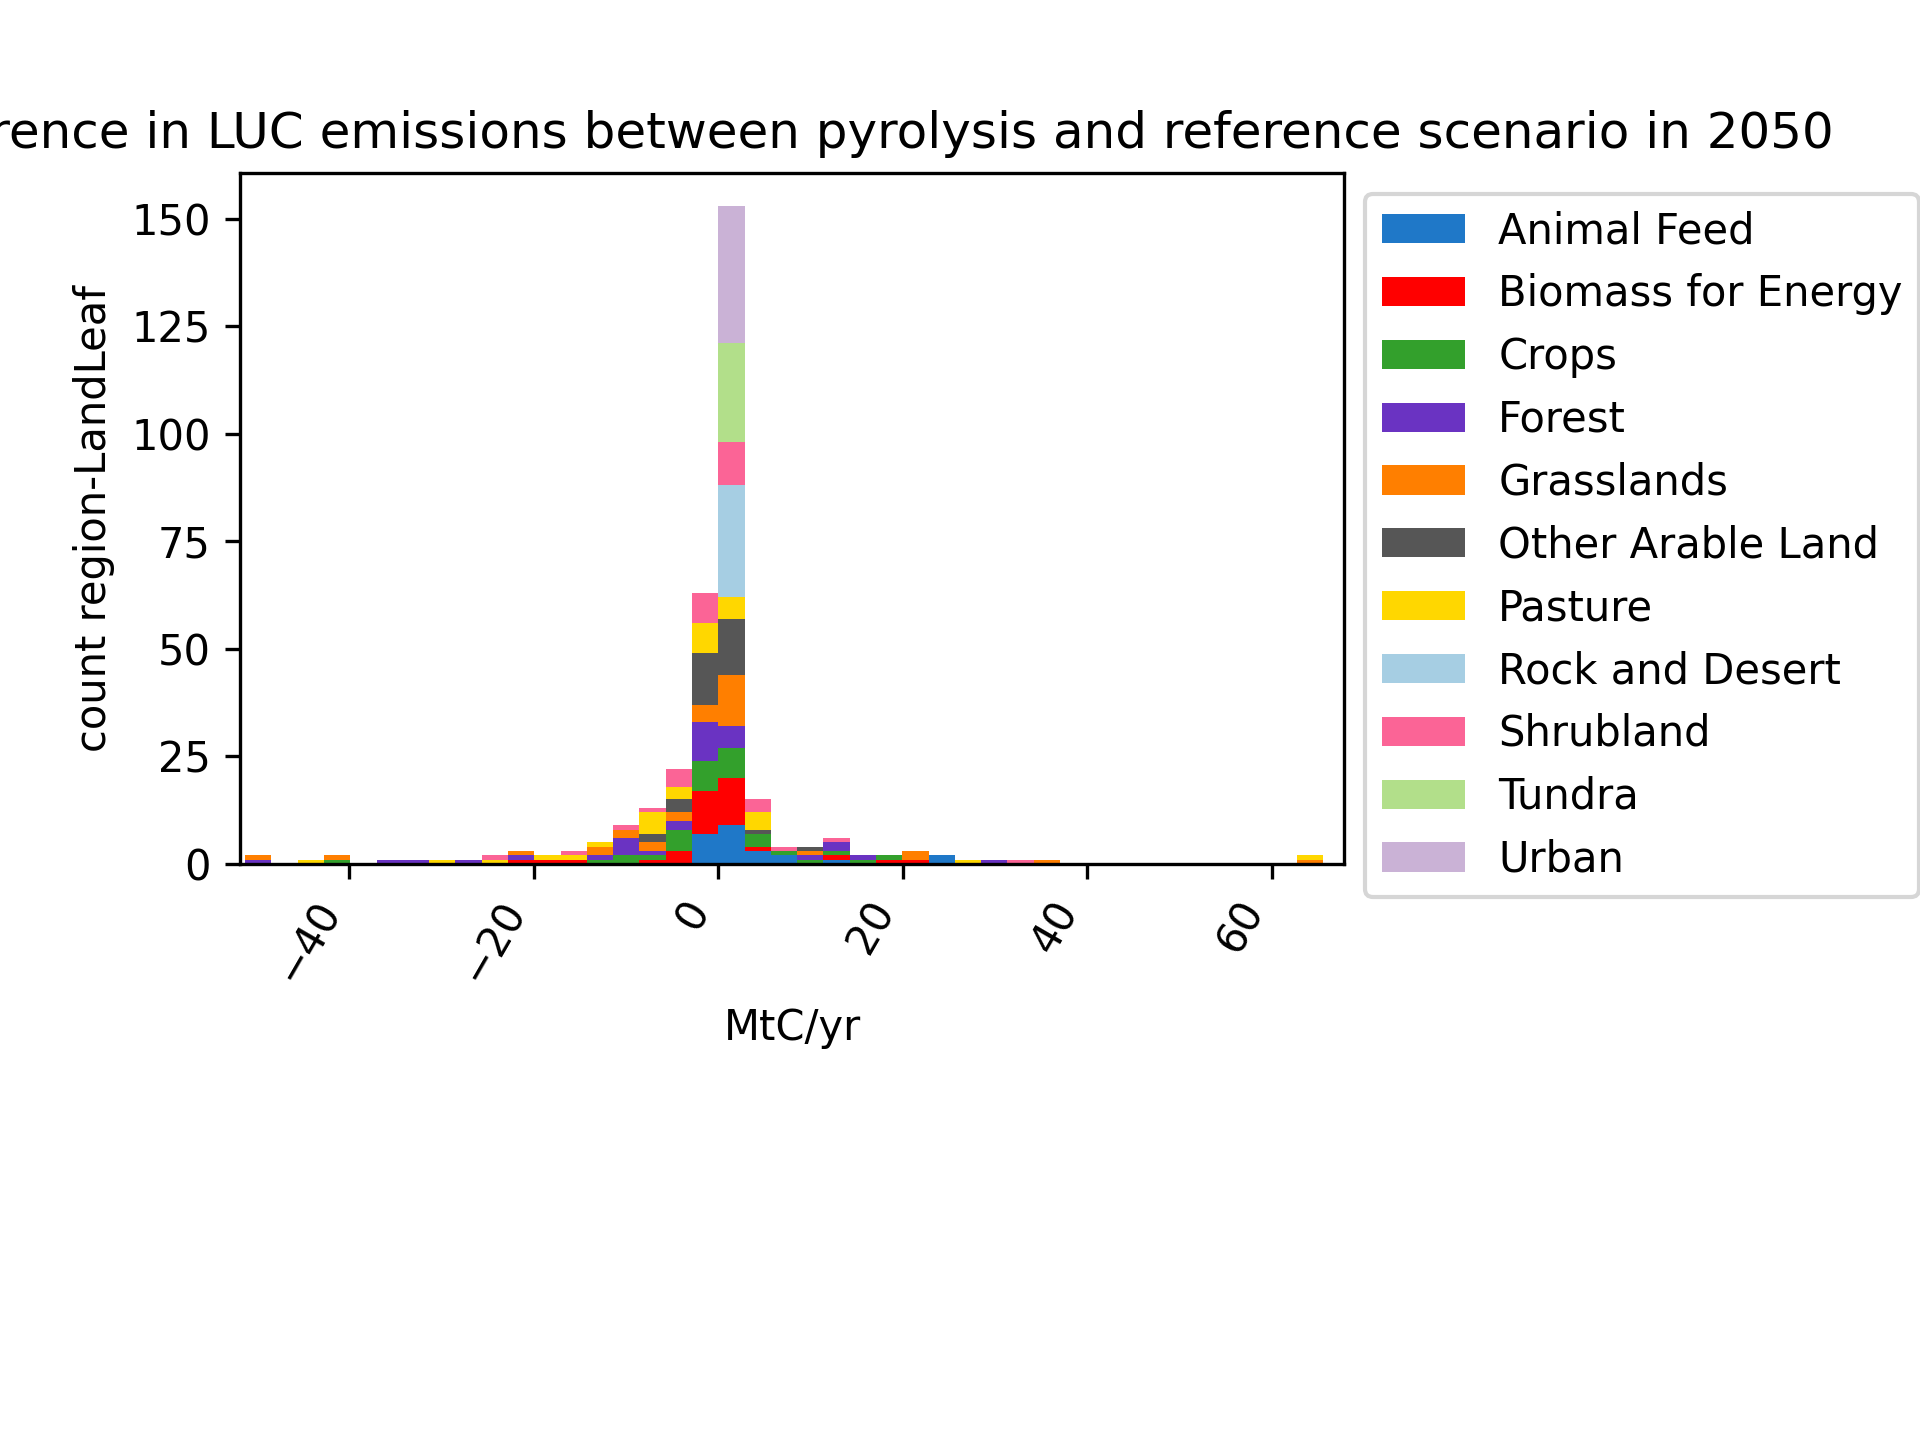 rence in LUC emissions between pyrolysis and reference scenario in 2050
150
125
100
75
50
25
0
count region-LandLeaf
−40
−20
0
20
40
60
MtC/yr
Animal Feed
Biomass for Energy
Crops
Forest
Grasslands
Other Arable Land
Pasture
Rock and Desert
Shrubland
Tundra
Urban